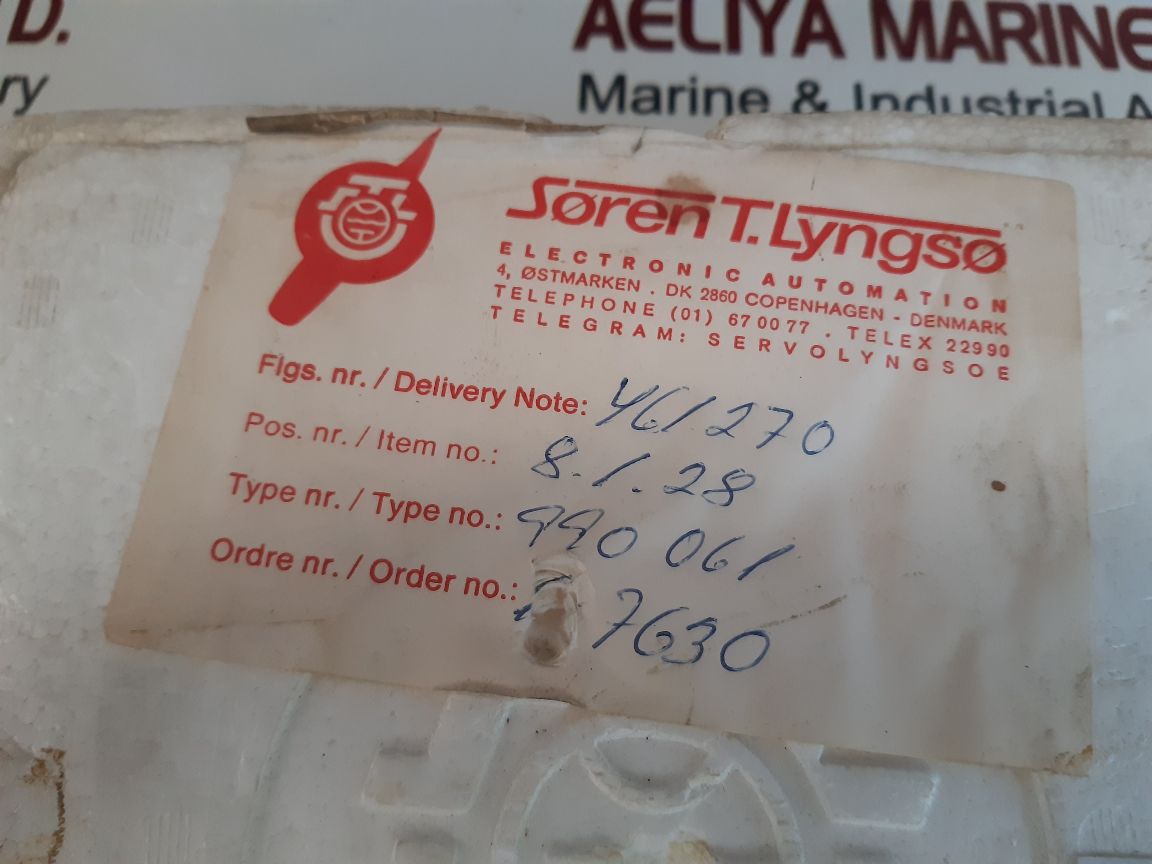 D.
AELIYA MARINE
ry
Marine & Industrial A
Søren T. Lyngsø
ELECTRONIC AUTOMATION
4, ØSTMARKEN . DK 2860 COPENHAGEN - DENMARK
TELEPHONE (01) 67 00 77 . TELEX 22990
TELEGRAM: SERVOLYNGSOE
Flgs. nr. / Delivery Note: 461270
Pos. nr. / Item no.: 8.1.28
Type nr. / Type no.: 990 061
Ordre nr. / Order no.: 7630